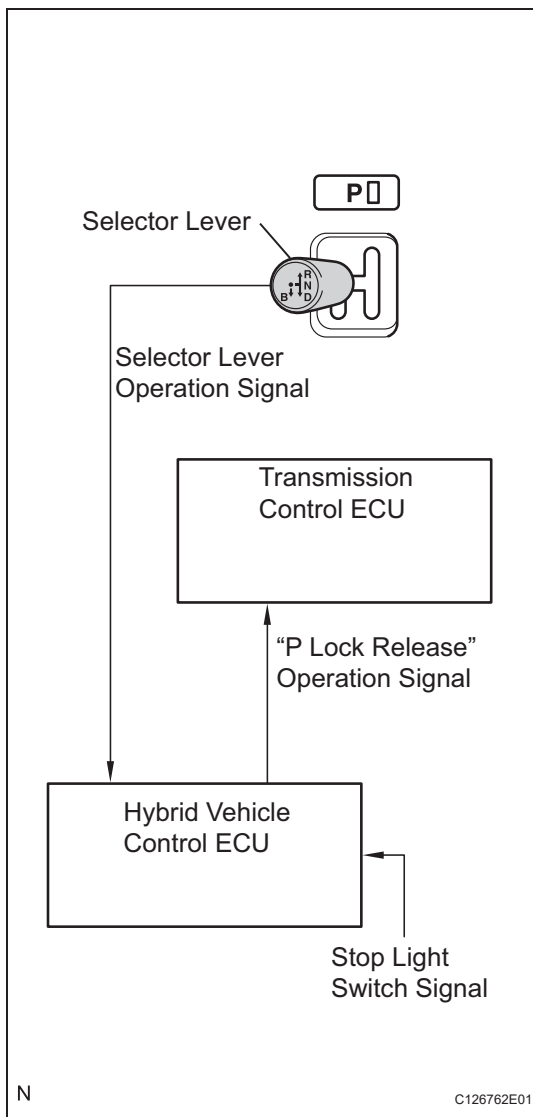 P
Selector Lever
R
N
B
D
Selector Lever
Operation Signal
Transmission
Control ECU
“P Lock Release”
Operation Signal
Hybrid Vehicle
Control ECU
Stop Light
Switch Signal
N
C126762E01